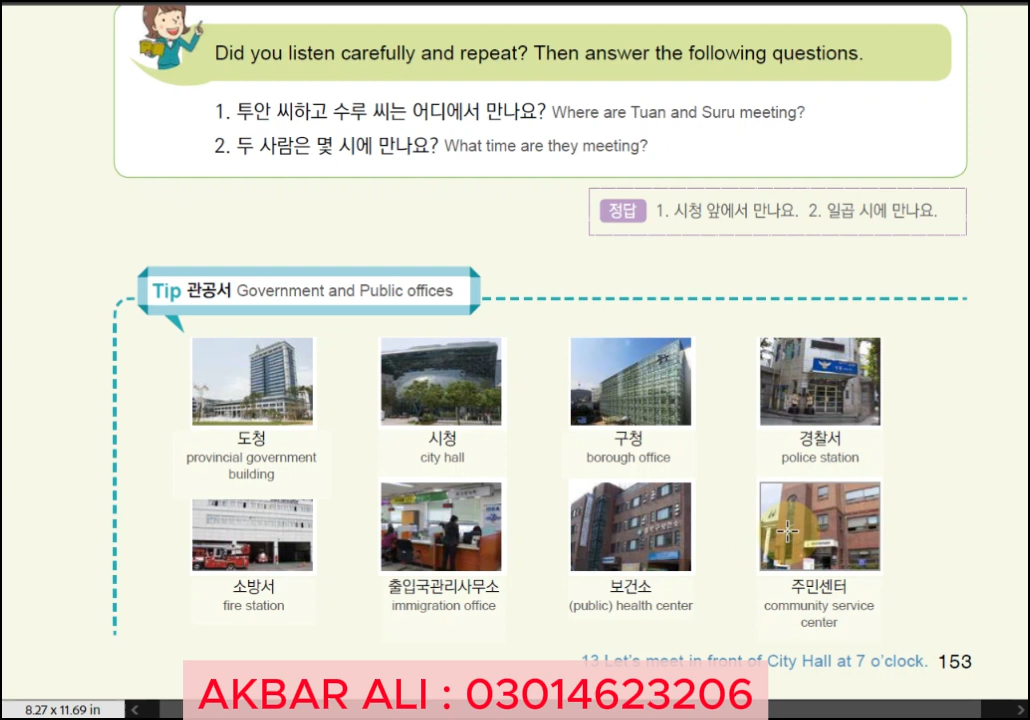 Did you listen carefully and repeat? Then answer the following questions.
1. 투안 씨하고 수루 씨는 어디에서 만나요? Where are Tuan and Suru meeting?
2. 두 사람은 몇 시에 만나요? What time are they meeting?
정답 1. 시청 앞에서 만나요. 2. 일곱 시에 만나요.
Tip 관공서 Government and Public offices
도청
provincial government
building
시청
city hall
구청
borough office
경찰서
police station
소방서
fire station
출입국관리사무소
immigration office
보건소
(public) health center
주민센터
community service
center
13 Let's meet in front of City Hall at 7 o'clock. 153
AKBAR ALI : 03014623206
8.27 x 11.69 in